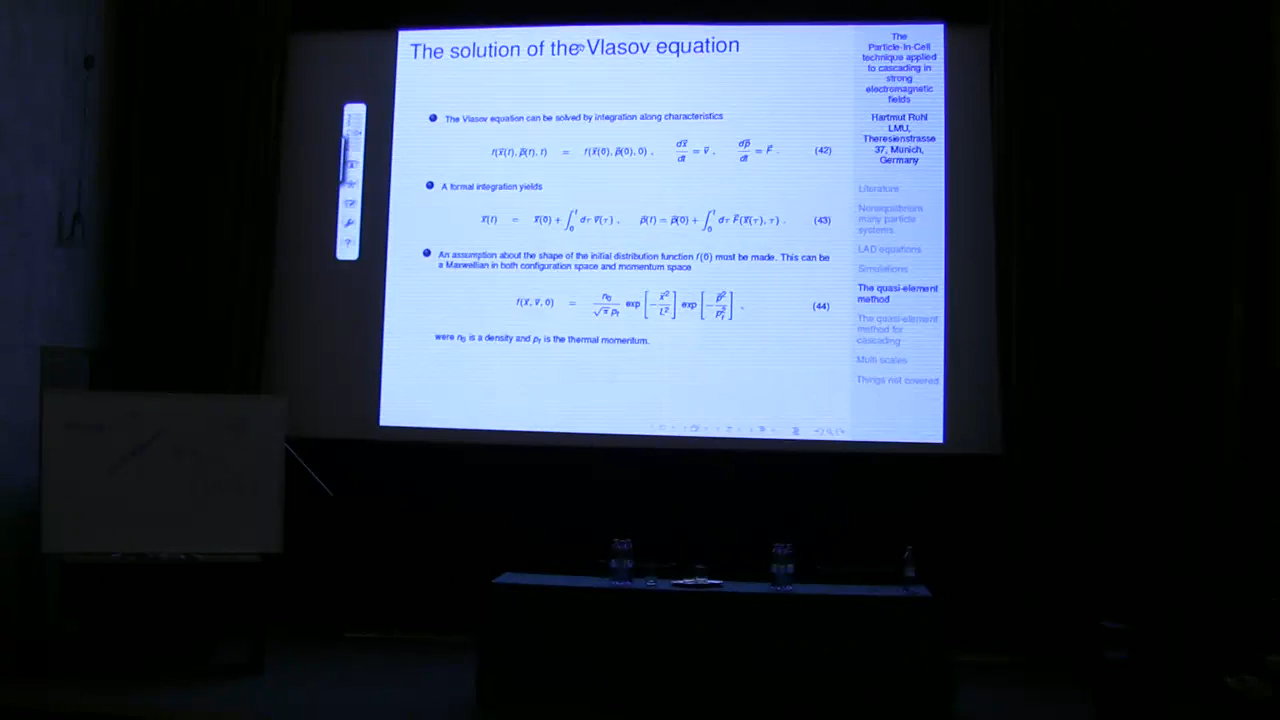 The solution of the Vlasov equation
The Vlasov equation can be solved by integration along characteristics
f(x⃗(t), p⃗(t), t) = f(x⃗(0), p⃗(0), 0) , dx⃗/dt = v⃗ , dp⃗/dt = F⃗ . (42)
A formal integration yields
x⃗(t) = x⃗(0) + ∫₀ᵗ dτ v⃗(τ) , p⃗(t) = p⃗(0) + ∫₀ᵗ dτ F⃗(x⃗(τ), τ) . (43)
An assumption about the shape of the initial distribution function f(0) must be made. This can be
a Maxwellian in both configuration space and momentum space
f(x⃗, v⃗, 0) = n₀/(√π pₜ) exp[−x⃗²/L²] exp[−p⃗²/pₜ²] , (44)
were n₀ is a density and pₜ is the thermal momentum.
The
Particle-In-Cell
technique applied
to cascading in
strong
electromagnetic
fields
Hartmut Ruhl
LMU,
Theresienstrasse
37, Munich,
Germany
Literature
Nonequilibrium
many particle
systems
LAD equations
Simulations
The quasi-element
method
The quasi-element
method for
cascading
Multi scales
Things not covered
?